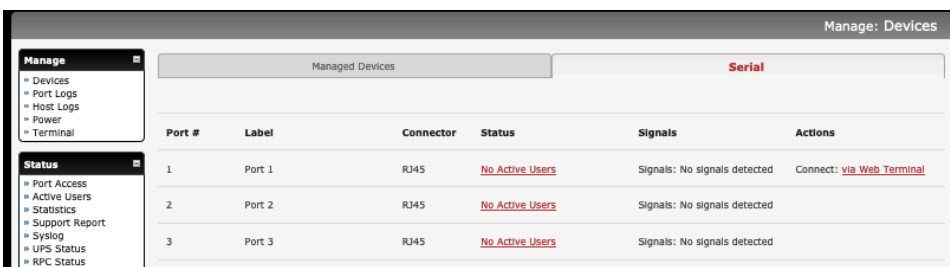 Manage: Devices
Manage
Devices
Port Logs
Host Logs
Power
Terminal
Status
Port Access
Active Users
Statistics
Support Report
Syslog
UPS Status
RPC Status
Managed Devices Serial
Port # Label Connector Status Signals Actions
1 Port 1 RJ45 No Active Users Signals: No signals detected Connect: via Web Terminal
2 Port 2 RJ45 No Active Users Signals: No signals detected
3 Port 3 RJ45 No Active Users Signals: No signals detected